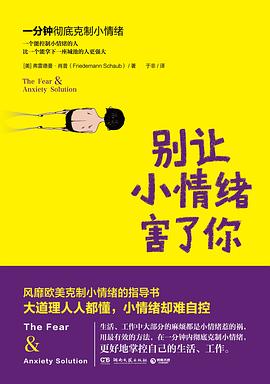 一分钟彻底克制小情绪
一个能控制小情绪的人
比一个能拿下一座城池的人更强大
[美] 弗雷德曼·肖普 (Friedemann Schaub) 著 于非 / 译
The Fear &
Anxiety Solution
别让
小情绪
害了你
风靡欧美克制小情绪的指导书
大道理人人都懂，小情绪却难自控
The Fear
&
Anxiety Solution
生活、工作中大部分的麻烦都是小情绪惹的祸，
用最有效的方法，在一分钟内彻底克制小情绪，
更好地掌控自己的生活、工作。
湖南文艺出版社
博集天卷